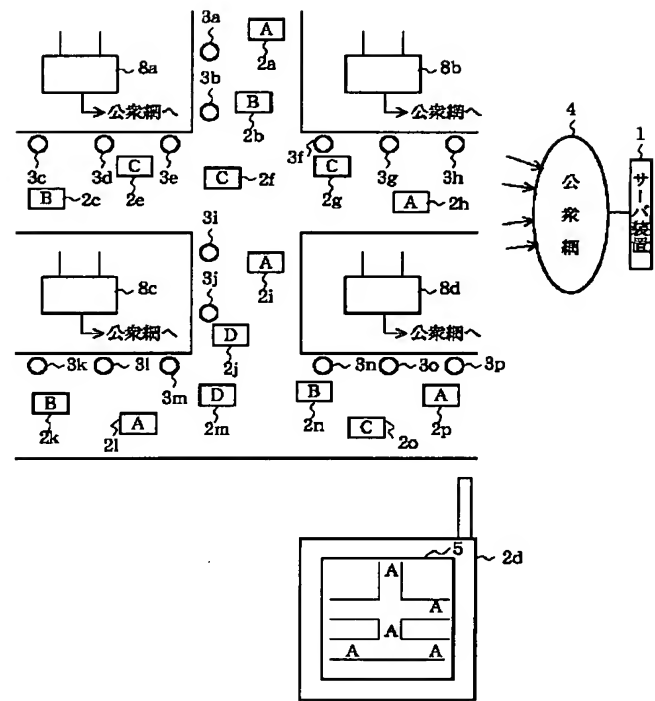 3a
A
2a
8a
3b
B
2b
8b
公衆網へ
公衆網へ
4
1
3c
3d
3e
C
2e
C
2f
3f
C
2g
3g
3h
B
2c
A
2h
公衆網
サーバ装置
3i
A
2i
8c
3j
8d
公衆網へ
D
2j
公衆網へ
3k
3l
3m
3n
3o
3p
B
2k
A
2l
D
2m
B
2n
C
2o
A
2p
5
2d
A
A
A
A
A